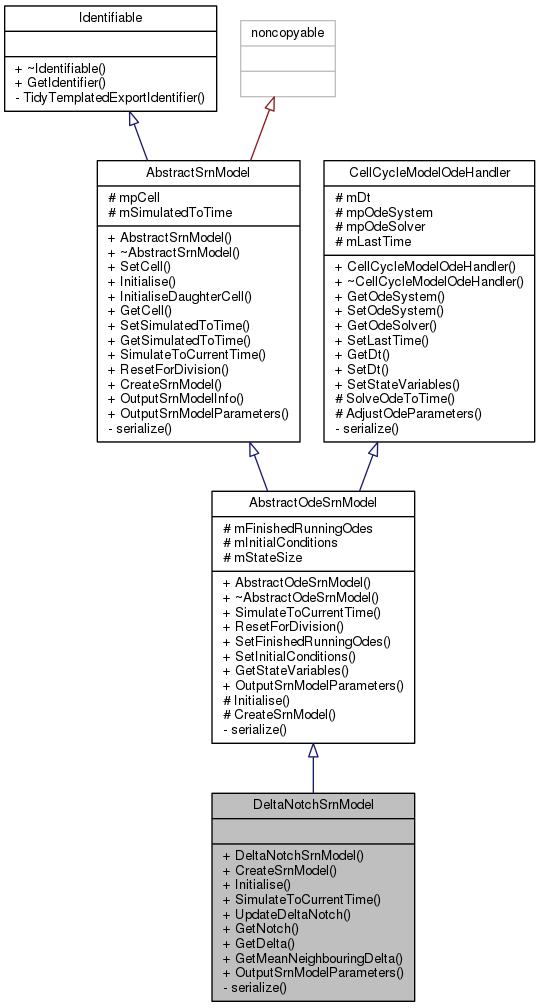 Identifiable
+ ~Identifiable()
+ GetIdentifier()
- TidyTemplatedExportIdentifier()
noncopyable
AbstractSrnModel
# mpCell
# mSimulatedToTime
+ AbstractSrnModel()
+ ~AbstractSrnModel()
+ SetCell()
+ Initialise()
+ InitialiseDaughterCell()
+ GetCell()
+ SetSimulatedToTime()
+ GetSimulatedToTime()
+ SimulateToCurrentTime()
+ ResetForDivision()
+ CreateSrnModel()
+ OutputSrnModelInfo()
+ OutputSrnModelParameters()
- serialize()
CellCycleModelOdeHandler
# mDt
# mpOdeSystem
# mpOdeSolver
# mLastTime
+ CellCycleModelOdeHandler()
+ ~CellCycleModelOdeHandler()
+ GetOdeSystem()
+ SetOdeSystem()
+ GetOdeSolver()
+ SetLastTime()
+ GetDt()
+ SetDt()
+ SetStateVariables()
# SolveOdeToTime()
# AdjustOdeParameters()
- serialize()
AbstractOdeSrnModel
# mFinishedRunningOdes
# mInitialConditions
# mStateSize
+ AbstractOdeSrnModel()
+ ~AbstractOdeSrnModel()
+ SimulateToCurrentTime()
+ ResetForDivision()
+ SetFinishedRunningOdes()
+ SetInitialConditions()
+ GetStateVariables()
+ OutputSrnModelParameters()
# Initialise()
# CreateSrnModel()
- serialize()
DeltaNotchSrnModel
+ DeltaNotchSrnModel()
+ CreateSrnModel()
+ Initialise()
+ SimulateToCurrentTime()
+ UpdateDeltaNotch()
+ GetNotch()
+ GetDelta()
+ GetMeanNeighbouringDelta()
+ OutputSrnModelParameters()
- serialize()